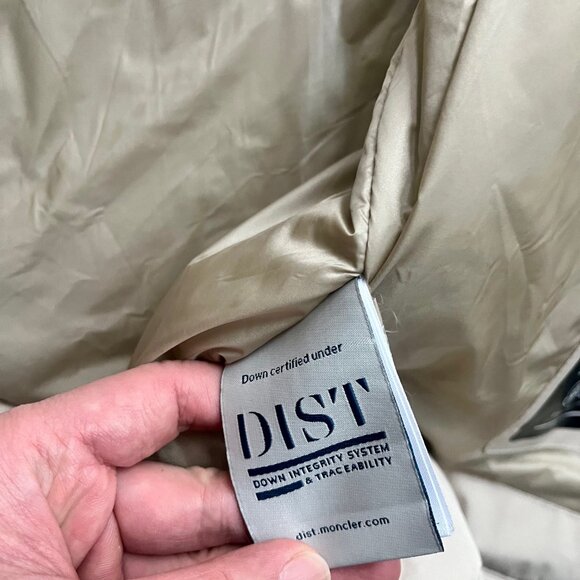 Down certified under
DIST
DOWN INTEGRITY SYSTEM
& TRACEABILITY
dist.moncler.com